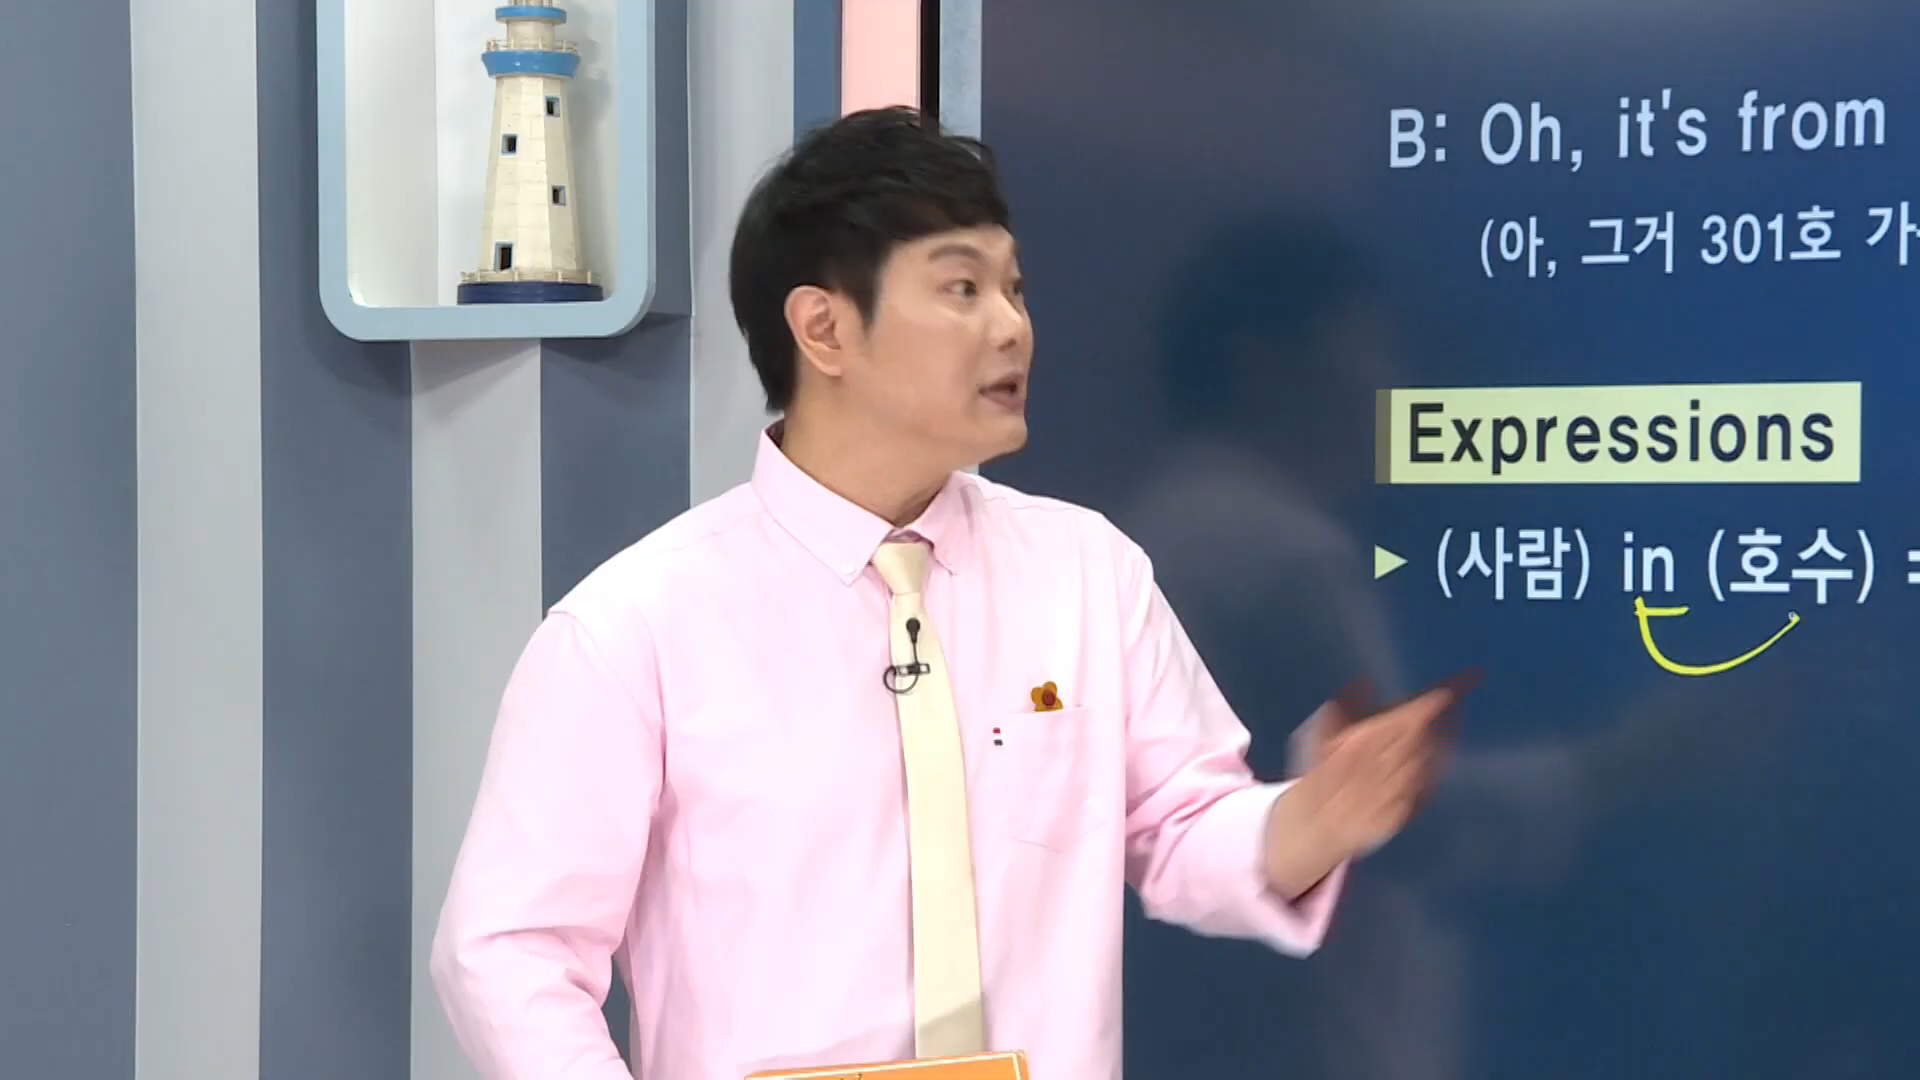 B: Oh, it's from
(아, 그거 301호
Expressions
▶ (사람) in (호수)